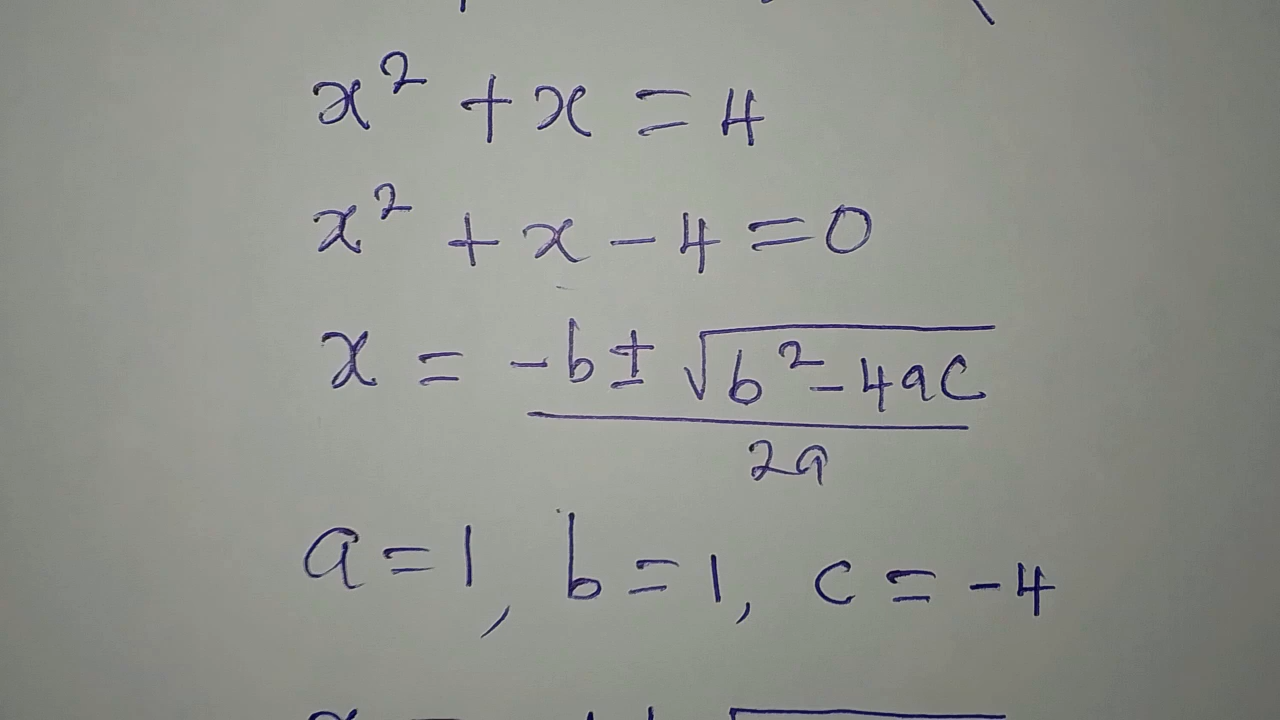 x² + x = 4
x² + x - 4 = 0
x = -b ± √(b² - 4ac) / 2a
a = 1, b = 1, c = -4